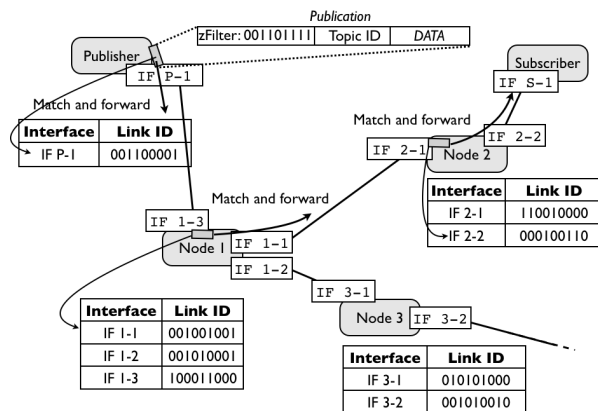 Publication
zFilter: 001101111 Topic ID DATA
Publisher
IF P-1
Subscriber
IF S-1
Match and forward
Interface Link ID
IF P-1 001100001
Match and forward
IF 2-1
IF 2-2
Node 2
Interface Link ID
IF 2-1 110010000
IF 2-2 000100110
Match and forward
IF 1-3
Node 1
IF 1-1
IF 1-2
IF 3-1
Node 3
IF 3-2
Interface Link ID
IF 1-1 001001001
IF 1-2 001010001
IF 1-3 100011000
Interface Link ID
IF 3-1 010101000
IF 3-2 001010010